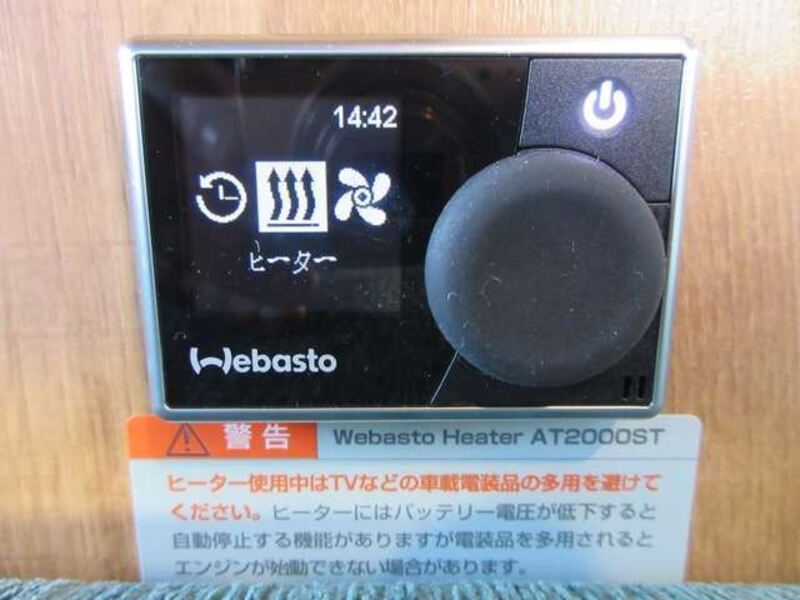 14:42
ヒーター
Webasto
警告 Webasto Heater AT2000ST
ヒーター使用中はTVなどの車載電装品の多用を避けて
ください。ヒーターにはバッテリー電圧が低下すると
自動停止する機能がありますが電装品を多用されると
エンジンが始動できない場合があります。